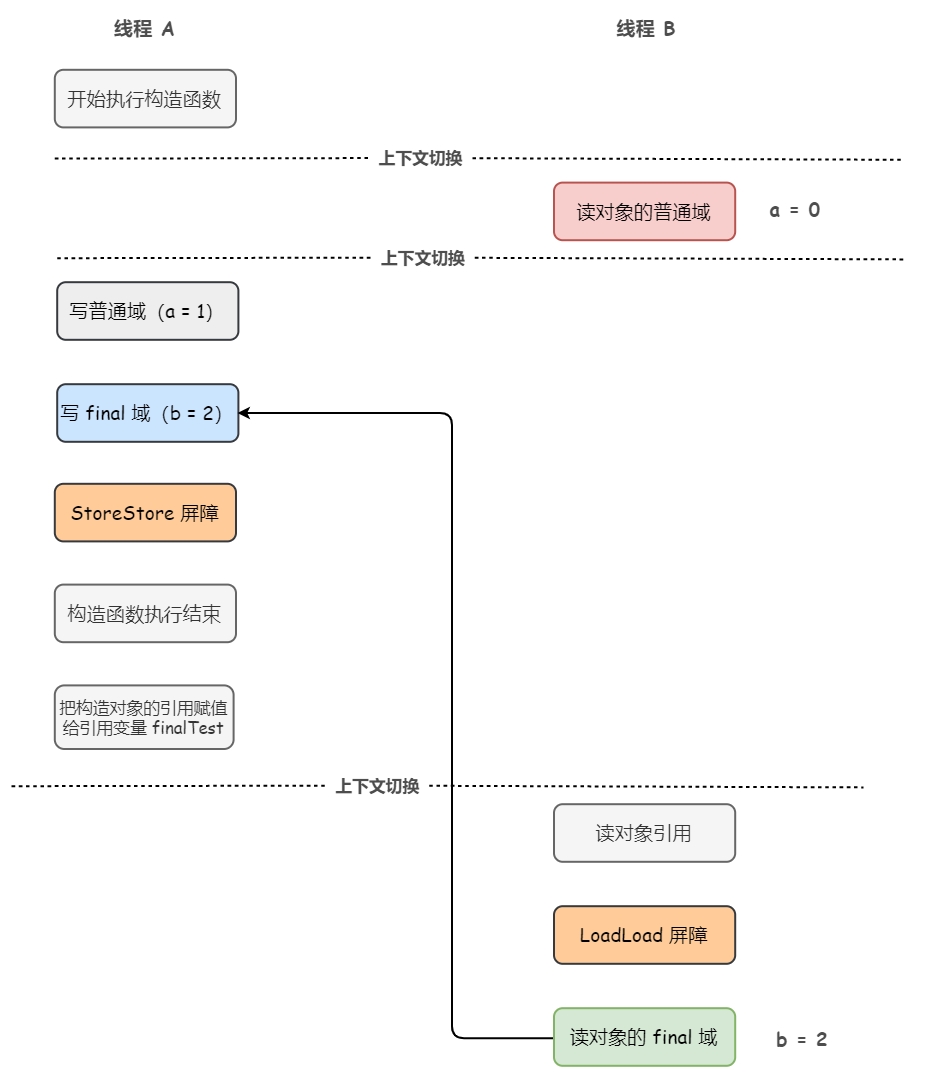 线程 A
线程 B
开始执行构造函数
上下文切换
读对象的普通域
a = 0
上下文切换
写普通域（a = 1）
写 final 域（b = 2）
StoreStore 屏障
构造函数执行结束
把构造对象的引用赋值
给引用变量 finalTest
上下文切换
读对象引用
LoadLoad 屏障
读对象的 final 域
b = 2